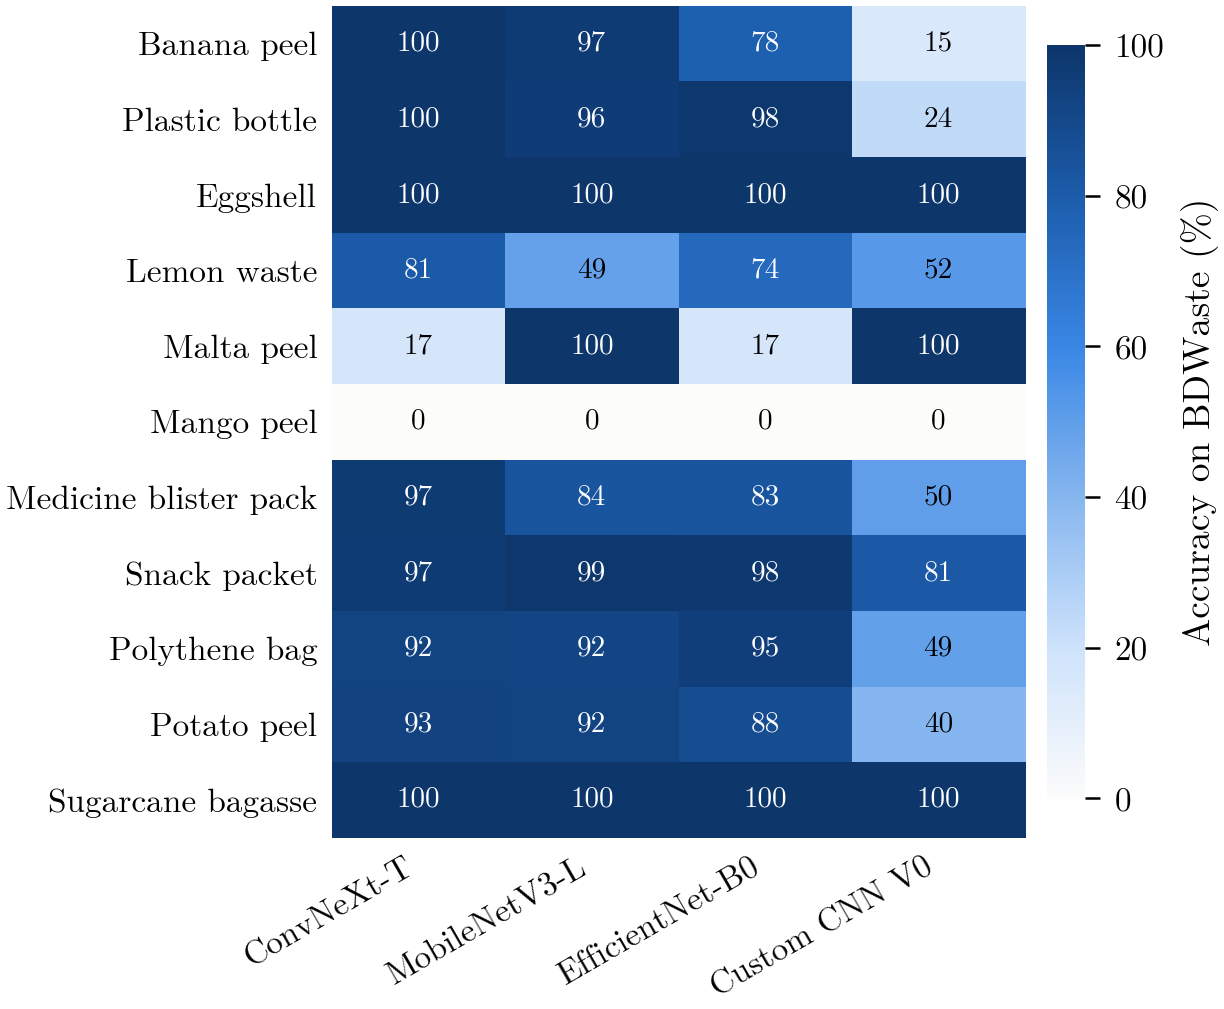 Banana peel 100 97 78 15
Plastic bottle 100 96 98 24
Eggshell 100 100 100 100
Lemon waste 81 49 74 52
Malta peel 17 100 17 100
Mango peel 0 0 0 0
Medicine blister pack 97 84 83 50
Snack packet 97 99 98 81
Polythene bag 92 92 95 49
Potato peel 93 92 88 40
Sugarcane bagasse 100 100 100 100
ConvNeXt-T
MobileNetV3-L
EfficientNet-B0
Custom CNN V0
100
80
60
40
20
0
Accuracy on BDWaste (%)